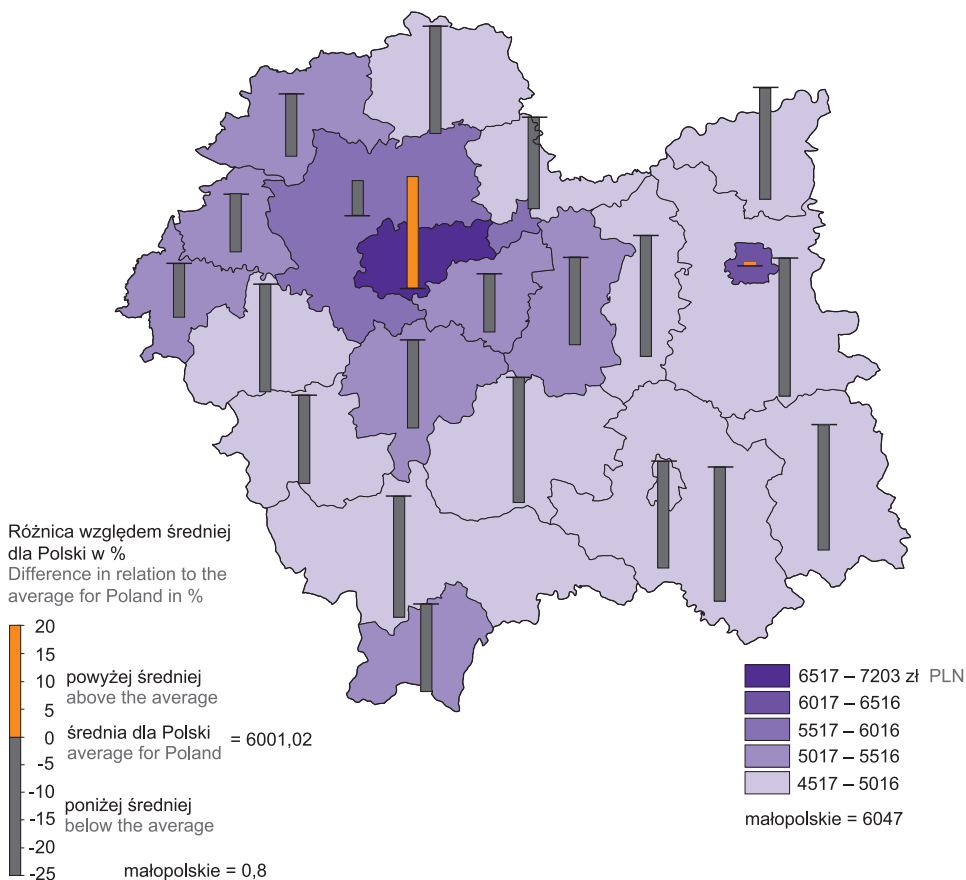 Różnica względem średniej
dla Polski w %
Difference in relation to the
average for Poland in %
20
15
10
5
0
-5
-10
-15
-20
-25
powyżej średniej
above the average
średnia dla Polski
average for Poland
= 6001,02
poniżej średniej
below the average
małopolskie = 0,8
6517 – 7203 zł PLN
6017 – 6516
5517 – 6016
5017 – 5516
4517 – 5016
małopolskie = 6047